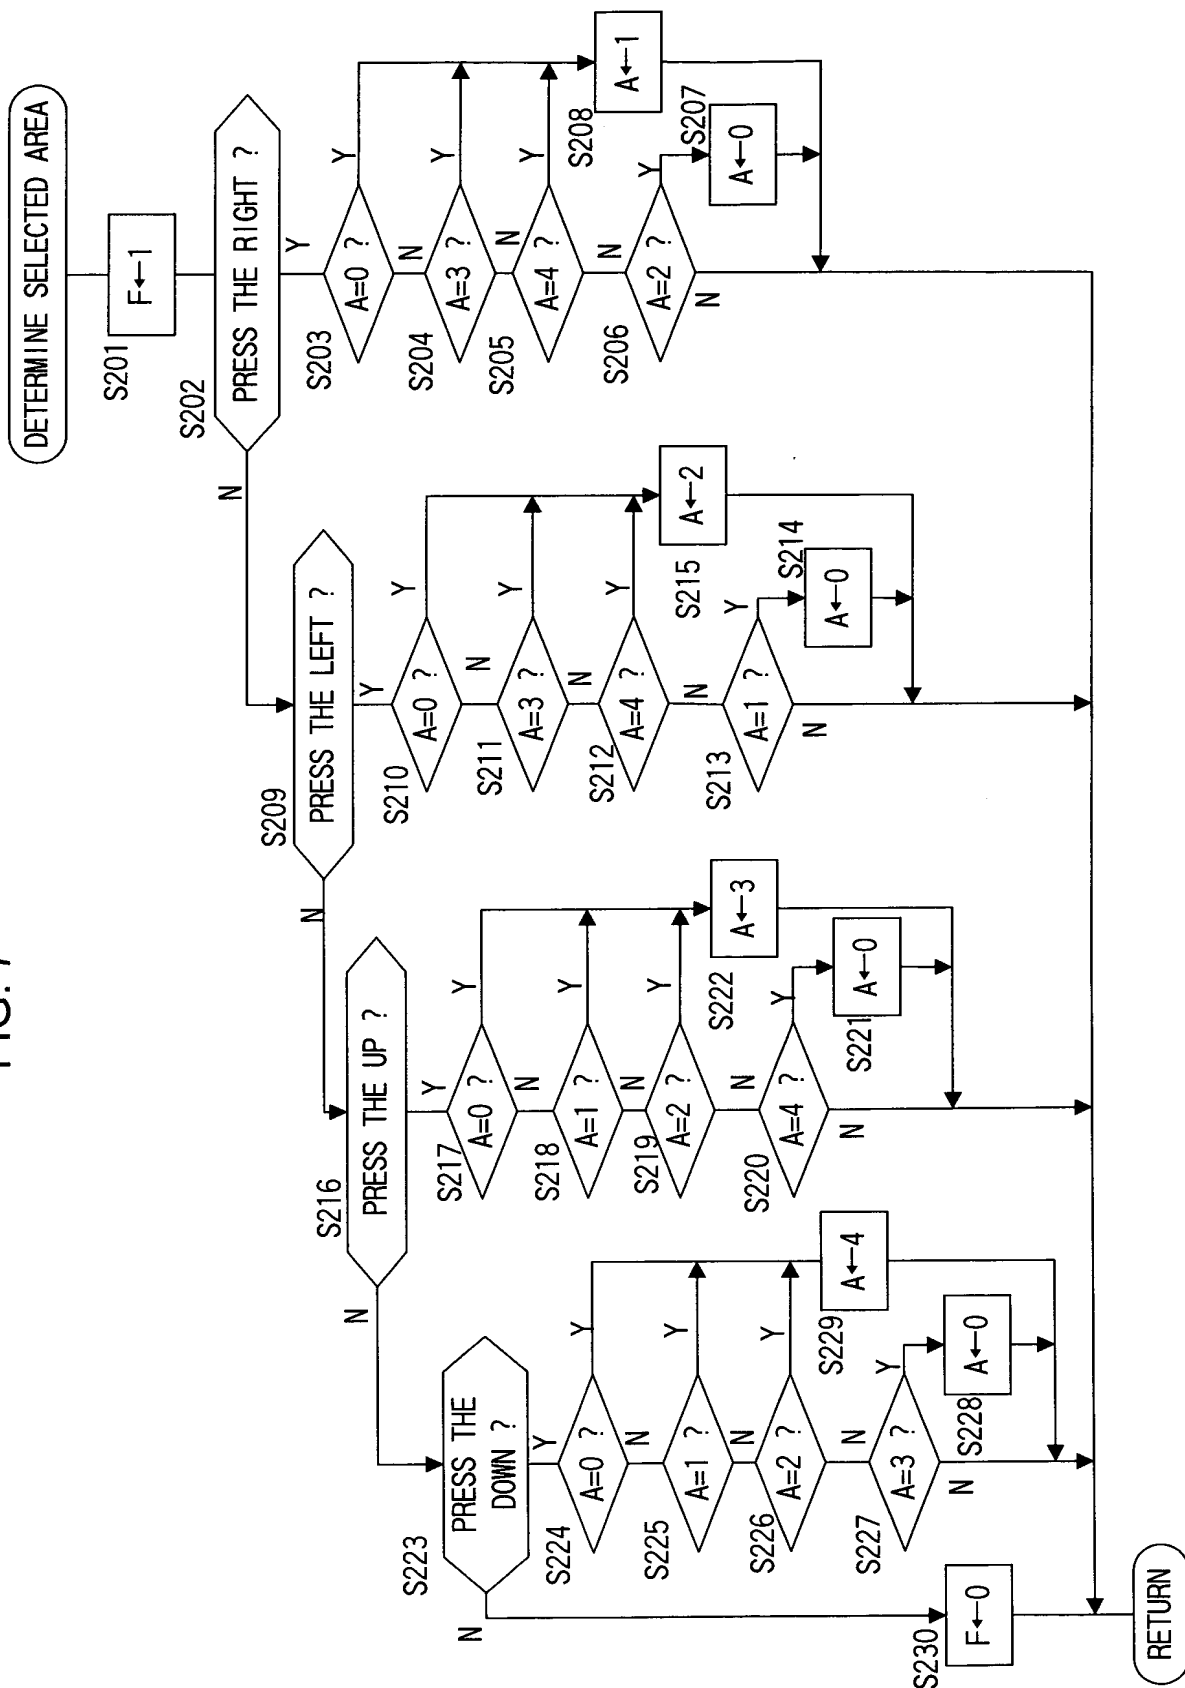 FIG. 7
DETERMINE SELECTED AREA
S201
F←1
S202
PRESS THE RIGHT ?
Y
N
S203
A=0 ?
Y
N
S204
A=3 ?
Y
N
S205
A=4 ?
Y
N
S206
A=2 ?
Y
N
S207
A←0
S208
A←1
S209
PRESS THE LEFT ?
Y
N
S210
A=0 ?
Y
N
S211
A=3 ?
Y
N
S212
A=4 ?
Y
N
S213
A=1 ?
Y
N
S214
A←0
S215
A←2
S216
PRESS THE UP ?
Y
N
S217
A=0 ?
Y
N
S218
A=1 ?
Y
N
S219
A=2 ?
Y
N
S220
A=4 ?
Y
N
S221
A←0
S222
A←3
S223
PRESS THE
DOWN ?
Y
N
S224
A=0 ?
Y
N
S225
A=1 ?
Y
N
S226
A=2 ?
Y
N
S227
A=3 ?
Y
N
S228
A←0
S229
A←4
S230
F←0
RETURN